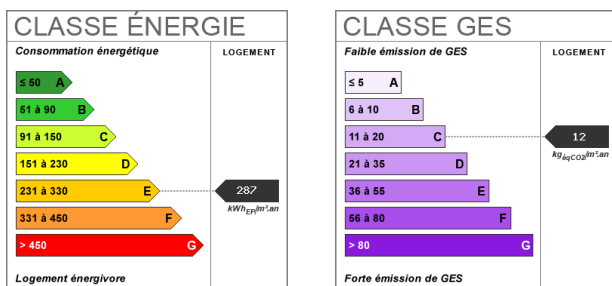 CLASSE ÉNERGIE
Consommation énergétique
LOGEMENT
≤ 50 A
51 à 90 B
91 à 150 C
151 à 230 D
231 à 330 E
287
kWhEP/m².an
331 à 450 F
> 450 G
Logement énergivore
CLASSE GES
Faible émission de GES
LOGEMENT
≤ 5 A
6 à 10 B
11 à 20 C
12
kgéqCO2/m².an
21 à 35 D
36 à 55 E
56 à 80 F
> 80 G
Forte émission de GES